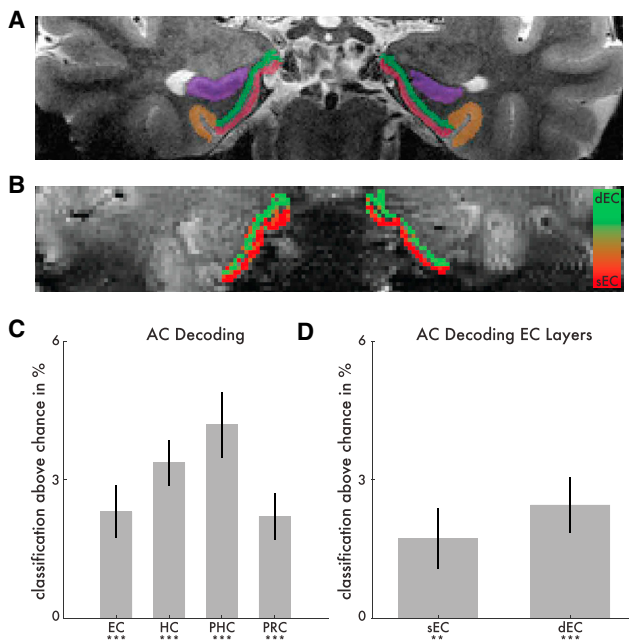 A
B
dEC
sEC
C
AC Decoding
classification above chance in %
6
3
0
EC HC PHC PRC
*** *** *** ***
D
AC Decoding EC Layers
classification above chance in %
6
3
0
sEC dEC
** ***